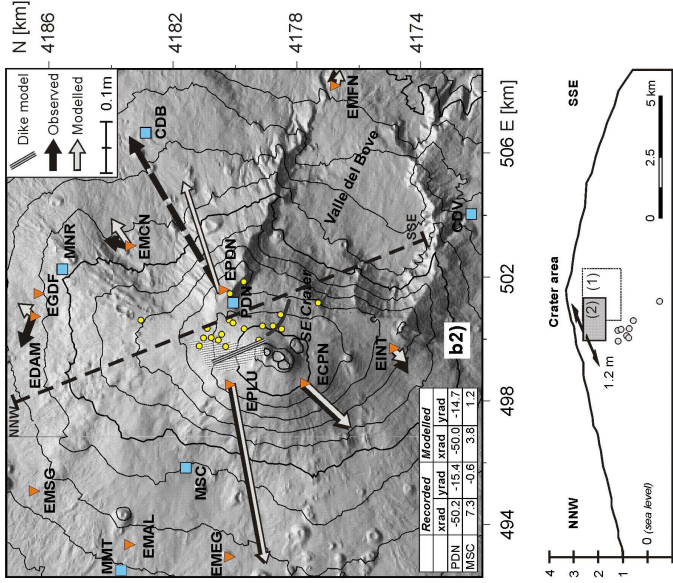 N [km]
4186
4182
4178
4174
Dike model
Observed
Modelled
0.1m
NNW
EDAM
EGDF
MNR
EMCN
CDB
EMSG
MMT
EMAL
MSC
EMEG
EPLU
PDN
EPDN
SE Crater
ECPN
EINT
Valle del Bove
EMFN
SSE
CDV
b2)
Recorded Modelled
xrad yrad xrad yrad
PDN -50.2 -15.4 -50.0 -14.7
MSC 7.3 -0.6 3.8 1.2
494 498 502 506 E [km]
NNW Crater area SSE
4
3
2
1
0 (sea level)
(2) (1)
1.2 m
0 2.5 5 km